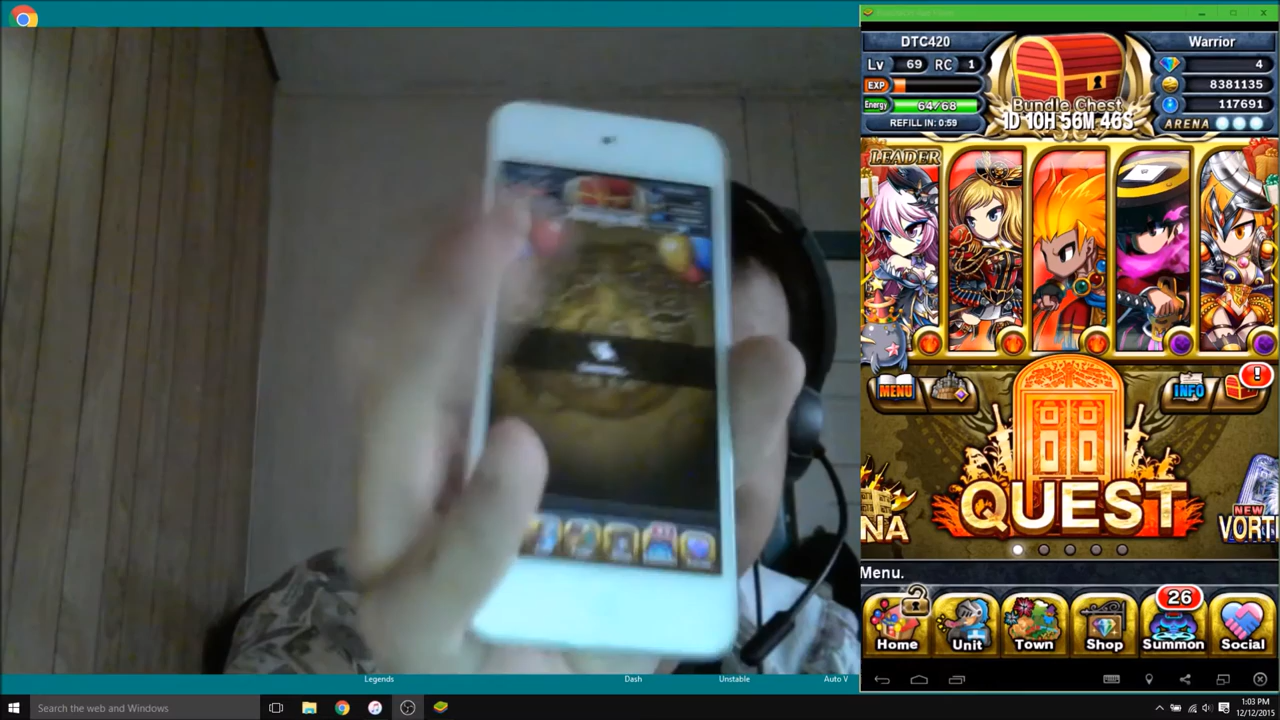 DTC420
Warrior
Lv 69 RC 1
4
EXP
8381135
Energy 64/68
Bundle Chest
117691
REFILL IN: 0:59
1D 10H 56M 46S
ARENA
LEADER
MENU
INFO
!
QUEST
NA
NEW
VORT
Menu.
26
Home
Unit
Town
Shop
Summon
Social
Legends
Dash
Unstable
Auto V
Search the web and Windows
1:03 PM
12/12/2015